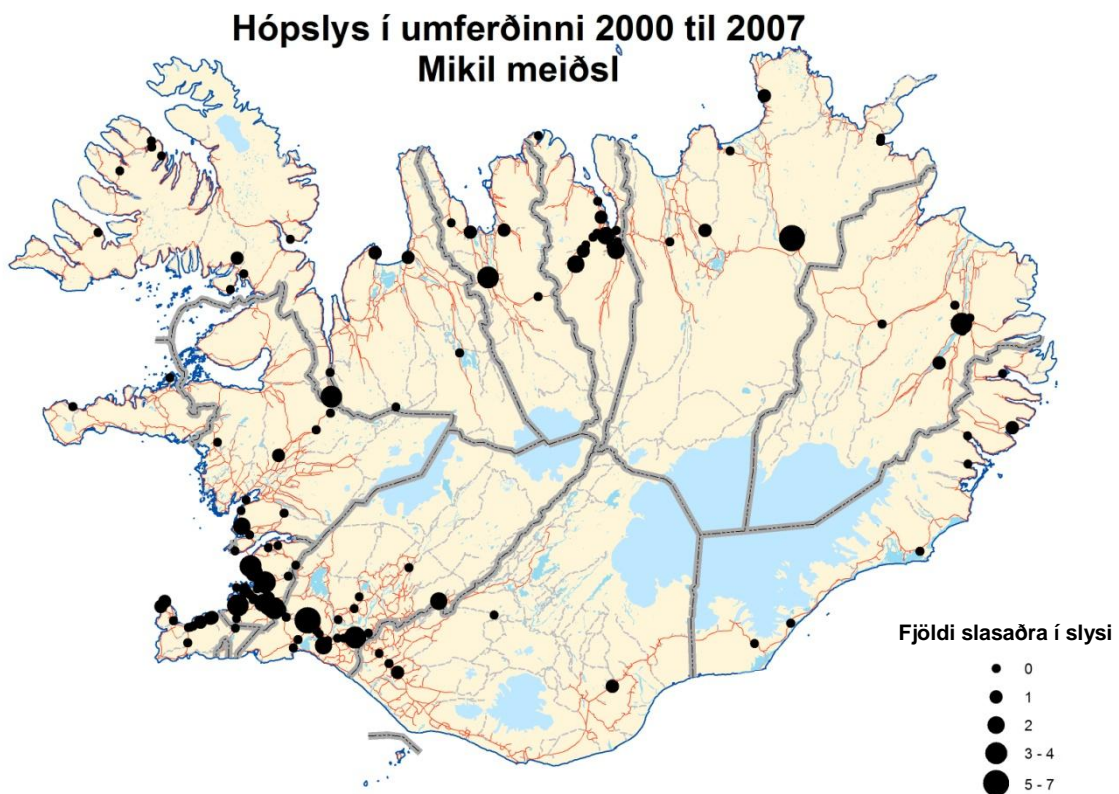 Hópslys í umferðinni 2000 til 2007
Mikil meiðsl
Fjöldi slasaðra í slysi
0
1
2
3 - 4
5 - 7